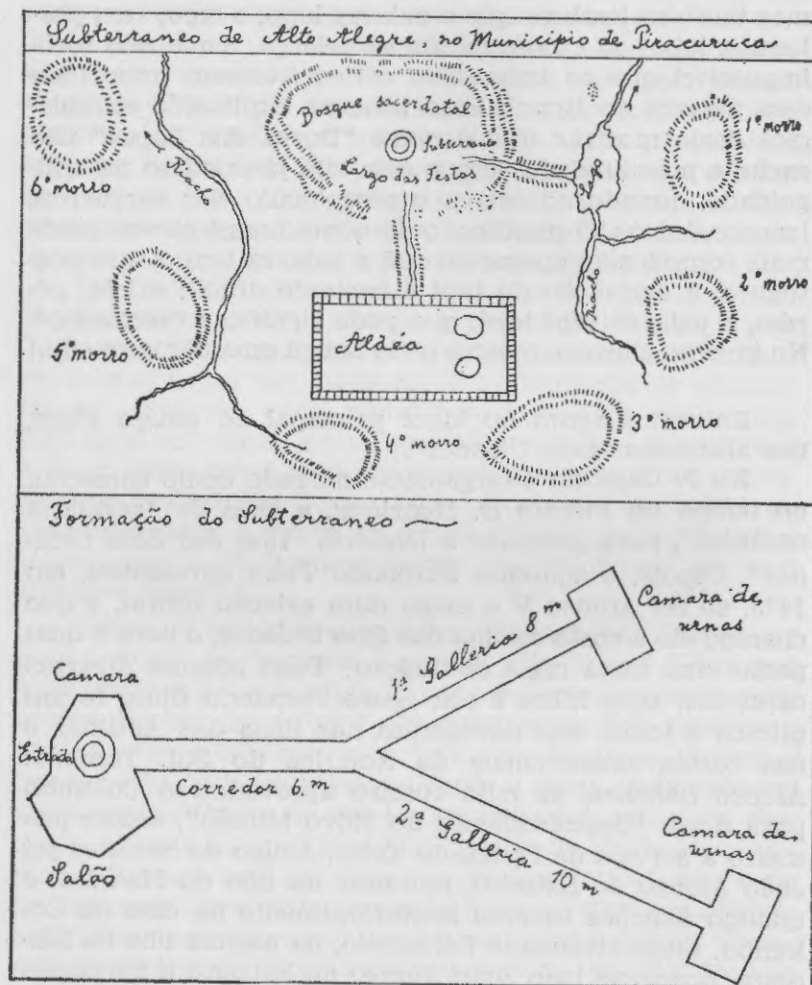 Subterraneo de Alto Alegre, no Municipio de Piracuruca
Bosque sacerdotal
Subterraneo
Largo das Festas
1º morro
6º morro
2º morro
5º morro
Aldéa
3º morro
4º morro
Formação do Subterraneo
1ª Galleria 8 m
Camara de
urnas
Camara
Entrada
Corredor 6. m
Salão
2ª Galleria 10 m
Camara de
urnas